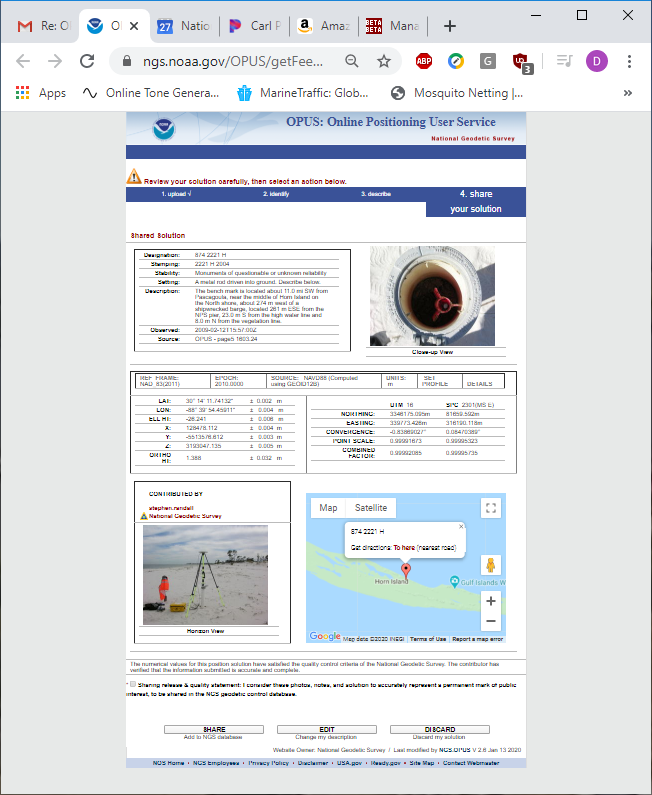 Re: O
O
Natio
Carl P
Amaz
Mana
ngs.noaa.gov/OPUS/getFee...
ABP
G
3
D
Apps
Online Tone Genera...
MarineTraffic: Glob...
Mosquito Netting |...
OPUS: Online Positioning User Service
National Geodetic Survey
Review your solution carefully, then select an action below.
1. upload √
2. identify
3. describe
4. share
your solution
Shared Solution
Designation: 874 2221 H
Stamping: 2221 H 2004
Stability: Monuments of questionable or unknown reliability
Setting: A metal rod driven into ground. Describe below.
Description: The bench mark is located about 11.0 mi SW from
Pascagoula, near the middle of Horn Island on
the North shore, about 274 m west of a
shipwrecked barge, located 261 m ESE from the
NPS pier, 23.0 m S from the high water line and
8.0 m N from the vegetation line.
Observed: 2009-02-12T15:57:00Z
Source: OPUS - page5 1603.24
Close-up View
REF FRAME: NAD_83(2011)
EPOCH: 2010.0000
SOURCE: NAVD88 (Computed using GEOID12B)
UNITS: m
SET PROFILE
DETAILS
LAT: 30° 14' 11.74132" ± 0.002 m
LON: -88° 39' 54.45911" ± 0.004 m
ELL HT: -26.241 ± 0.006 m
X: 128478.112 ± 0.004 m
Y: -5513576.612 ± 0.003 m
Z: 3193047.135 ± 0.005 m
ORTHO HT: 1.388 ± 0.032 m
UTM 16 SPC 2301(MS E)
NORTHING: 3346175.095m 81659.592m
EASTING: 339773.426m 316190.118m
CONVERGENCE: -0.83869027° 0.08470389°
POINT SCALE: 0.99991673 0.99995323
COMBINED FACTOR: 0.99992085 0.99995735
CONTRIBUTED BY
stephen.randall
National Geodetic Survey
Horizon View
Map
Satellite
874 2221 H
Get directions: To here (nearest road)
Horn Island
Gulf Islands W
Google
Map data ©2020 INEGI
Terms of Use
Report a map error
The numerical values for this position solution have satisfied the quality control criteria of the National Geodetic Survey. The contributor has
verified that the information submitted is accurate and complete.
* Sharing release & quality statement: I consider these photos, notes, and solution to accurately represent a permanent mark of public
interest, to be shared in the NGS geodetic control database.
SHARE
EDIT
DISCARD
Add to NGS database
Change my description
Discard my solution
Website Owner: National Geodetic Survey / Last modified by NGS.OPUS V 2.6 Jan 13 2020
NGS Home • NGS Employees • Privacy Policy • Disclaimer • USA.gov • Ready.gov • Site Map • Contact Webmaster